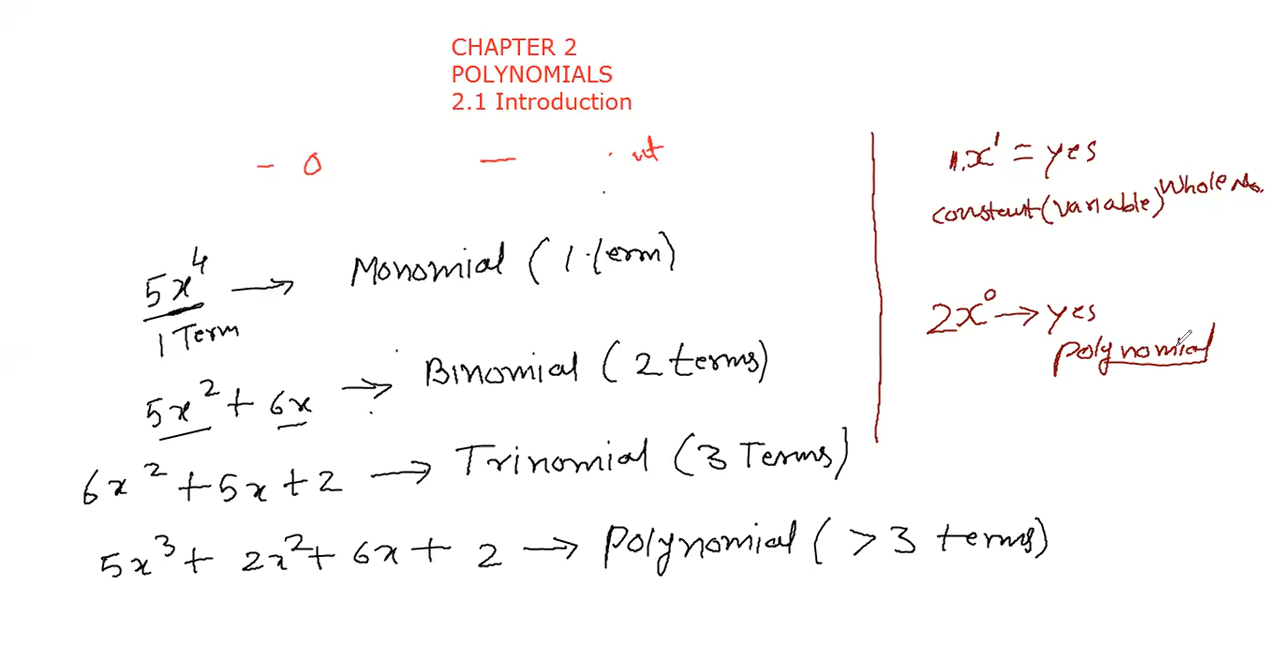 CHAPTER 2
POLYNOMIALS
2.1 Introduction
- 0 —
5x⁴ → Monomial (1 term)
1 Term
5x² + 6x → Binomial (2 terms)
6x² + 5x + 2 → Trinomial (3 Terms)
5x³ + 2x² + 6x + 2 → Polynomial (> 3 terms)
1.x¹ = yes
constant(variable)^Whole No.
2x⁰ → yes
Polynomial